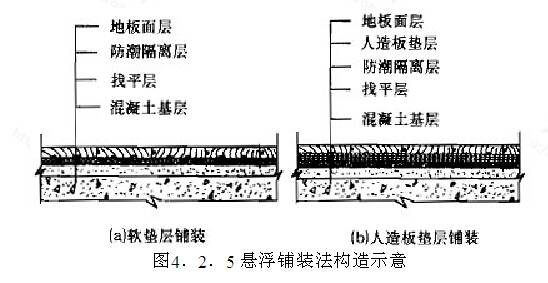 地板面层
防潮隔离层
找平层
混凝土基层
(a)软垫层铺装
地板面层
人造板垫层
防潮隔离层
找平层
混凝土基层
(b)人造板垫层铺装
图4．2．5 悬浮铺装法构造示意